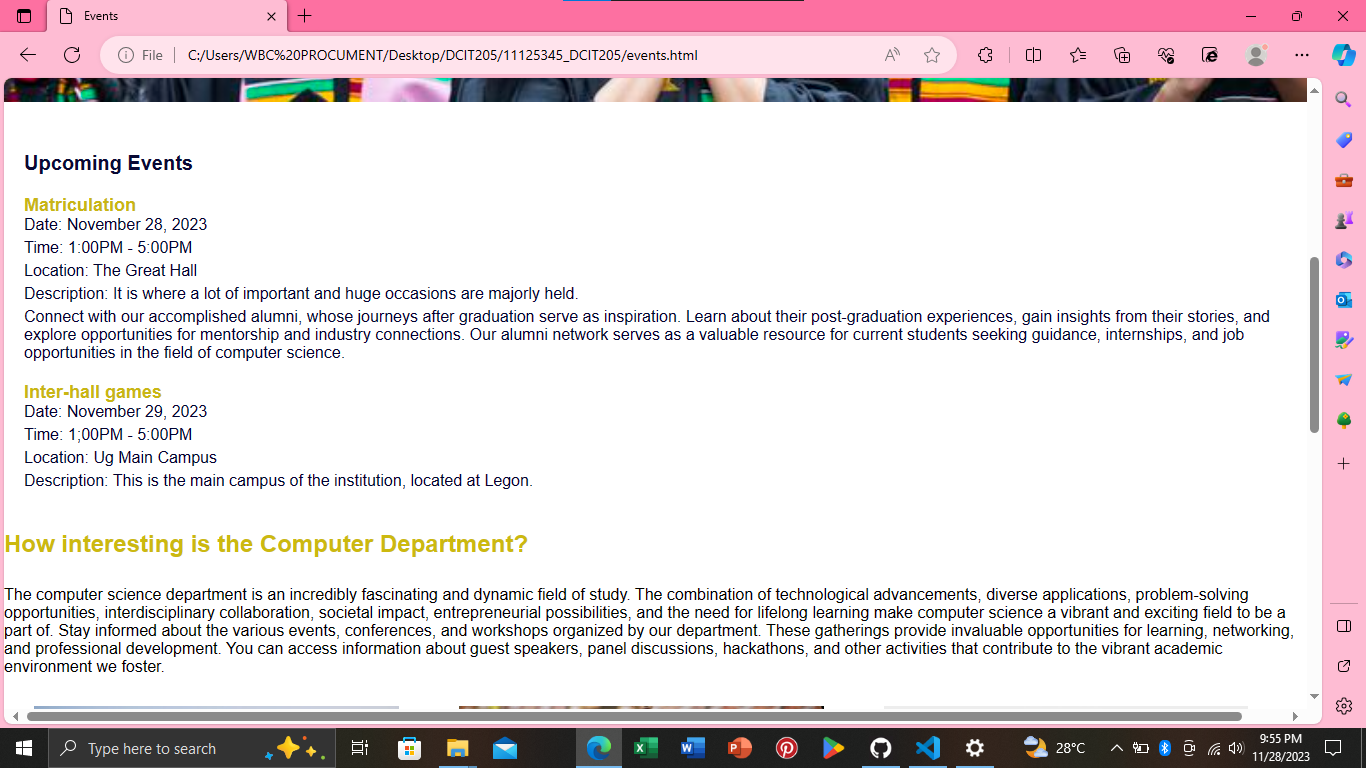 Events
File
C:/Users/WBC%20PROCUMENT/Desktop/DCIT205/11125345_DCIT205/events.html
Upcoming Events
Matriculation
Date: November 28, 2023
Time: 1:00PM - 5:00PM
Location: The Great Hall
Description: It is where a lot of important and huge occasions are majorly held.
Connect with our accomplished alumni, whose journeys after graduation serve as inspiration. Learn about their post-graduation experiences, gain insights from their stories, and
explore opportunities for mentorship and industry connections. Our alumni network serves as a valuable resource for current students seeking guidance, internships, and job
opportunities in the field of computer science.
Inter-hall games
Date: November 29, 2023
Time: 1;00PM - 5:00PM
Location: Ug Main Campus
Description: This is the main campus of the institution, located at Legon.
How interesting is the Computer Department?
The computer science department is an incredibly fascinating and dynamic field of study. The combination of technological advancements, diverse applications, problem-solving
opportunities, interdisciplinary collaboration, societal impact, entrepreneurial possibilities, and the need for lifelong learning make computer science a vibrant and exciting field to be a
part of. Stay informed about the various events, conferences, and workshops organized by our department. These gatherings provide invaluable opportunities for learning, networking,
and professional development. You can access information about guest speakers, panel discussions, hackathons, and other activities that contribute to the vibrant academic
environment we foster.
Type here to search
28°C
9:55 PM
11/28/2023